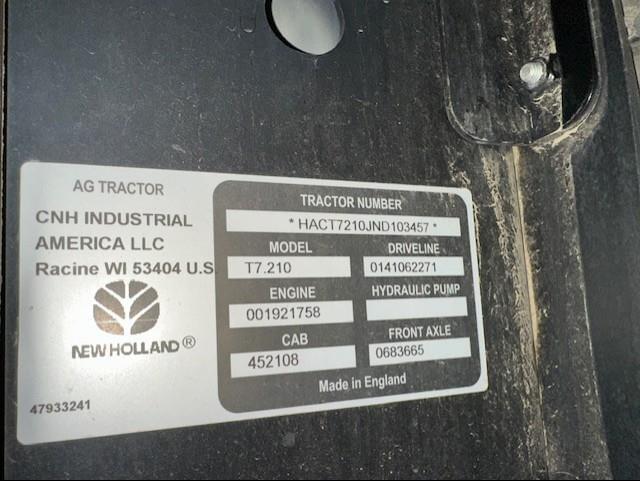 AG TRACTOR
CNH INDUSTRIAL
AMERICA LLC
Racine WI 53404 U.S
NEW HOLLAND ®
47933241
TRACTOR NUMBER
* HACT7210JND103457 *
MODEL DRIVELINE
T7.210 0141062271
ENGINE HYDRAULIC PUMP
001921758
CAB FRONT AXLE
452108 0683665
Made in England